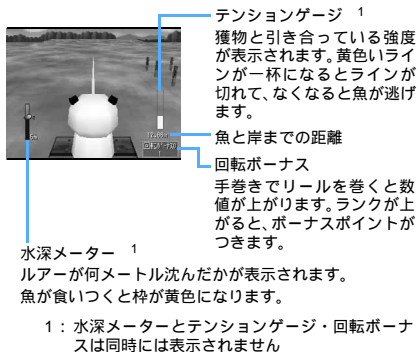 テンションゲージ 1
獲物と引き合っている強度
が表示されます。黄色いライ
ンが一杯になるとラインが
切れて、なくなると魚が逃げ
ます。
魚と岸までの距離
回転ボーナス
手巻きでリールを巻くと数
値が上がります。ランクが上
がると、ボーナスポイントが
つきます。
水深メーター 1
ルアーが何メートル沈んだかが表示されます。
魚が食いつくと枠が黄色になります。
1：水深メーターとテンションゲージ・回転ボーナ
スは同時には表示されません